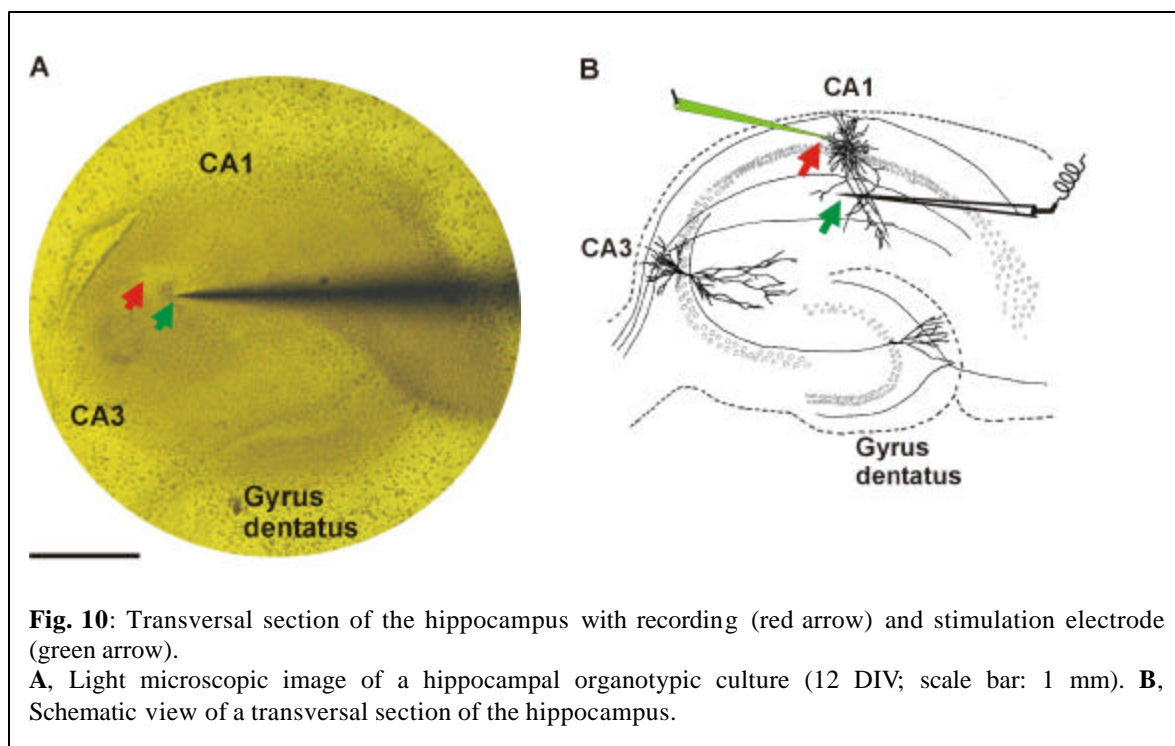 A
CA1
CA3
Gyrus
dentatus
B
CA1
CA3
Gyrus
dentatus
Fig. 10: Transversal section of the hippocampus with recording (red arrow) and stimulation electrode
(green arrow).
A, Light microscopic image of a hippocampal organotypic culture (12 DIV; scale bar: 1 mm). B,
Schematic view of a transversal section of the hippocampus.